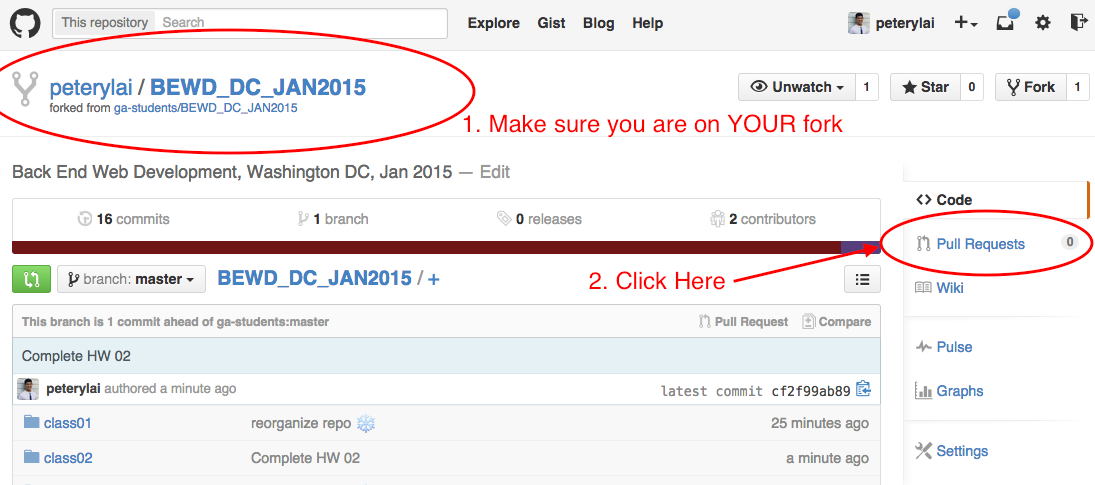 This repository Search Explore Gist Blog Help peterylai
peterylai / BEWD_DC_JAN2015 Unwatch 1 Star 0 Fork 1
forked from ga-students/BEWD_DC_JAN2015
1. Make sure you are on YOUR fork
Back End Web Development, Washington DC, Jan 2015 — Edit
Code
16 commits 1 branch 0 releases 2 contributors
Pull Requests 0
branch: master BEWD_DC_JAN2015 / +
2. Click Here
Wiki
This branch is 1 commit ahead of ga-students:master Pull Request Compare
Pulse
Complete HW 02
peterylai authored a minute ago latest commit cf2f99ab89
Graphs
class01 reorganize repo 25 minutes ago
Settings
class02 Complete HW 02 a minute ago